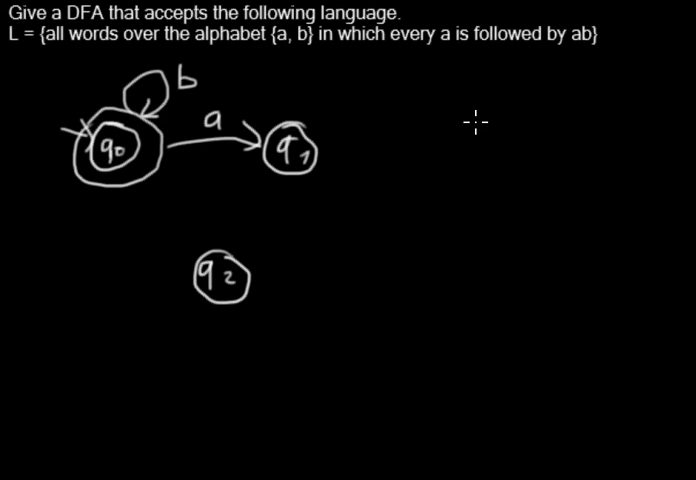 Give a DFA that accepts the following language.
L = {all words over the alphabet {a, b} in which every a is followed by ab}
b
a
q0
q1
q2